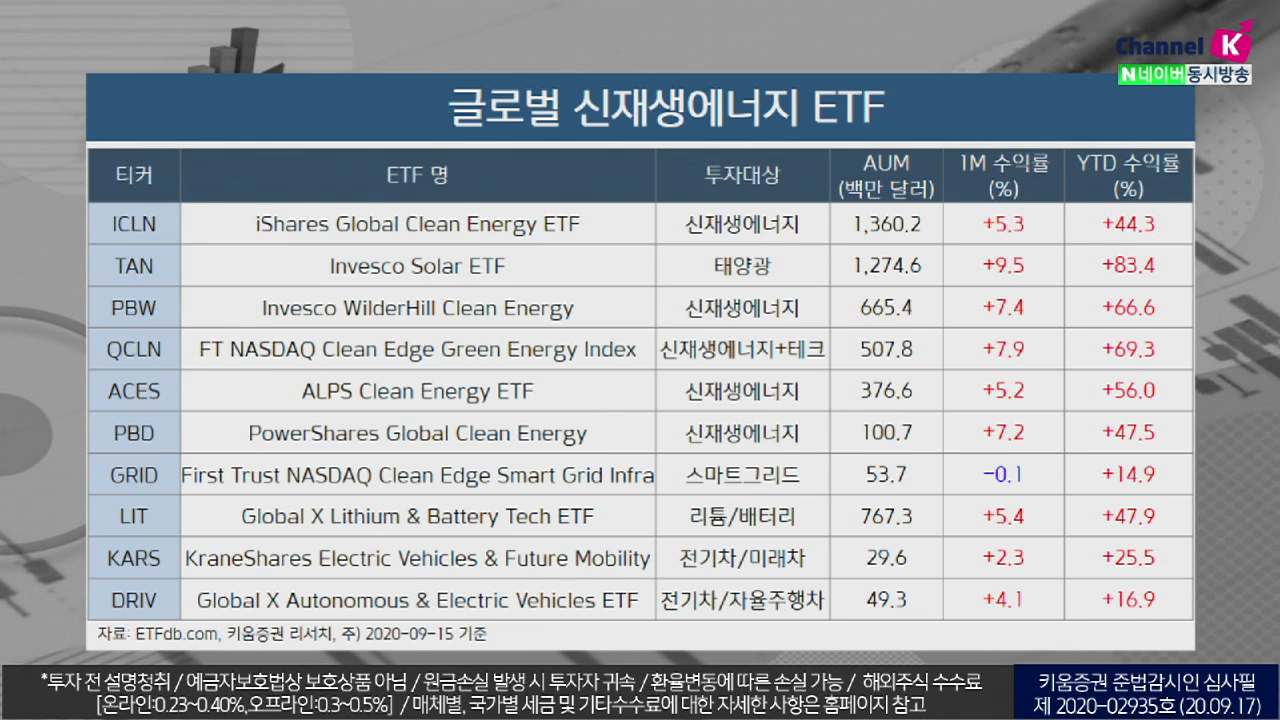 Channel K
N 네이버 동시방송
글로벌 신재생에너지 ETF
티커 ETF 명 투자대상 AUM (백만 달러) 1M 수익률 (%) YTD 수익률 (%)
ICLN iShares Global Clean Energy ETF 신재생에너지 1,360.2 +5.3 +44.3
TAN Invesco Solar ETF 태양광 1,274.6 +9.5 +83.4
PBW Invesco WilderHill Clean Energy 신재생에너지 665.4 +7.4 +66.6
QCLN FT NASDAQ Clean Edge Green Energy Index 신재생에너지+테크 507.8 +7.9 +69.3
ACES ALPS Clean Energy ETF 신재생에너지 376.6 +5.2 +56.0
PBD PowerShares Global Clean Energy 신재생에너지 100.7 +7.2 +47.5
GRID First Trust NASDAQ Clean Edge Smart Grid Infra 스마트그리드 53.7 -0.1 +14.9
LIT Global X Lithium & Battery Tech ETF 리튬/배터리 767.3 +5.4 +47.9
KARS KraneShares Electric Vehicles & Future Mobility 전기차/미래차 29.6 +2.3 +25.5
DRIV Global X Autonomous & Electric Vehicles ETF 전기차/자율주행차 49.3 +4.1 +16.9
자료: ETFdb.com, 키움증권 리서치, 주) 2020-09-15 기준
*투자 전 설명청취 / 예금자보호법상 보호상품 아님 / 원금손실 발생 시 투자자 귀속 / 환율변동에 따른 손실 가능 / 해외주식 수수료
[온라인:0.23~0.40%,오프라인:0.3~0.5%] / 매체별, 국가별 세금 및 기타수수료에 대한 자세한 사항은 홈페이지 참고
키움증권 준법감시인 심사필
제 2020-02935호 (20.09.17)